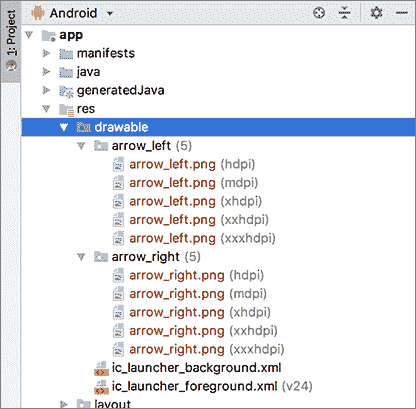 1: Project
Android
app
manifests
java
generatedJava
res
drawable
arrow_left (5)
arrow_left.png (hdpi)
arrow_left.png (mdpi)
arrow_left.png (xhdpi)
arrow_left.png (xxhdpi)
arrow_left.png (xxxhdpi)
arrow_right (5)
arrow_right.png (hdpi)
arrow_right.png (mdpi)
arrow_right.png (xhdpi)
arrow_right.png (xxhdpi)
arrow_right.png (xxxhdpi)
ic_launcher_background.xml
ic_launcher_foreground.xml (v24)
layout